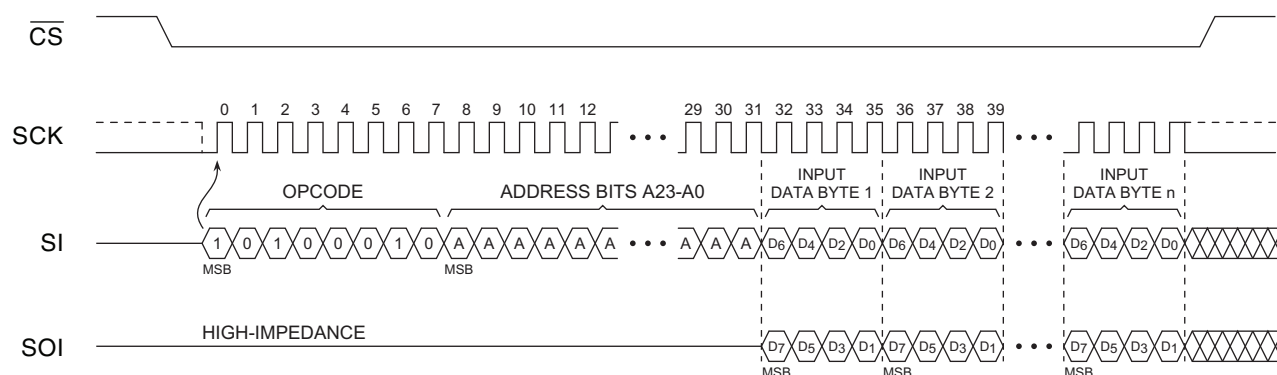 CS
0 1 2 3 4 5 6 7 8 9 10 11 12 29 30 31 32 33 34 35 36 37 38 39
SCK
OPCODE
ADDRESS BITS A23-A0
INPUT
DATA BYTE 1
INPUT
DATA BYTE 2
INPUT
DATA BYTE n
SI
1 0 1 0 0 0 1 0 A A A A A A A A A D6 D4 D2 D0 D6 D4 D2 D0 D6 D4 D2 D0
MSB MSB
HIGH-IMPEDANCE
SOI
D7 D5 D3 D1 D7 D5 D3 D1 D7 D5 D3 D1
MSB MSB MSB